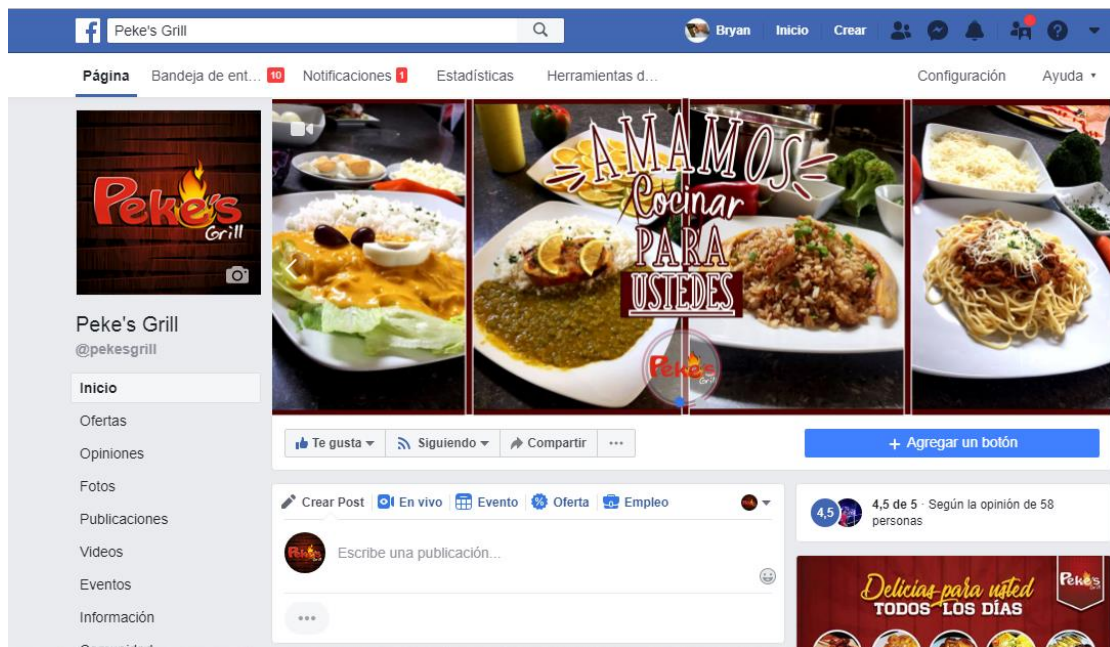 Peke's Grill
Bryan Inicio Crear
Página Bandeja de ent... 10 Notificaciones 1 Estadísticas Herramientas d... Configuración Ayuda
Peke's
Grill
AMAMOS
Cocinar
PARA
USTEDES
Peke's
Grill
Peke's Grill
@pekesgrill
Inicio
Ofertas
Opiniones
Fotos
Publicaciones
Videos
Eventos
Información
Te gusta Siguiendo Compartir ...
+ Agregar un botón
Crear Post En vivo Evento Oferta Empleo
Escribe una publicación...
4,5 4,5 de 5 · Según la opinión de 58
personas
Delicias para usted
TODOS LOS DÍAS
Peke's